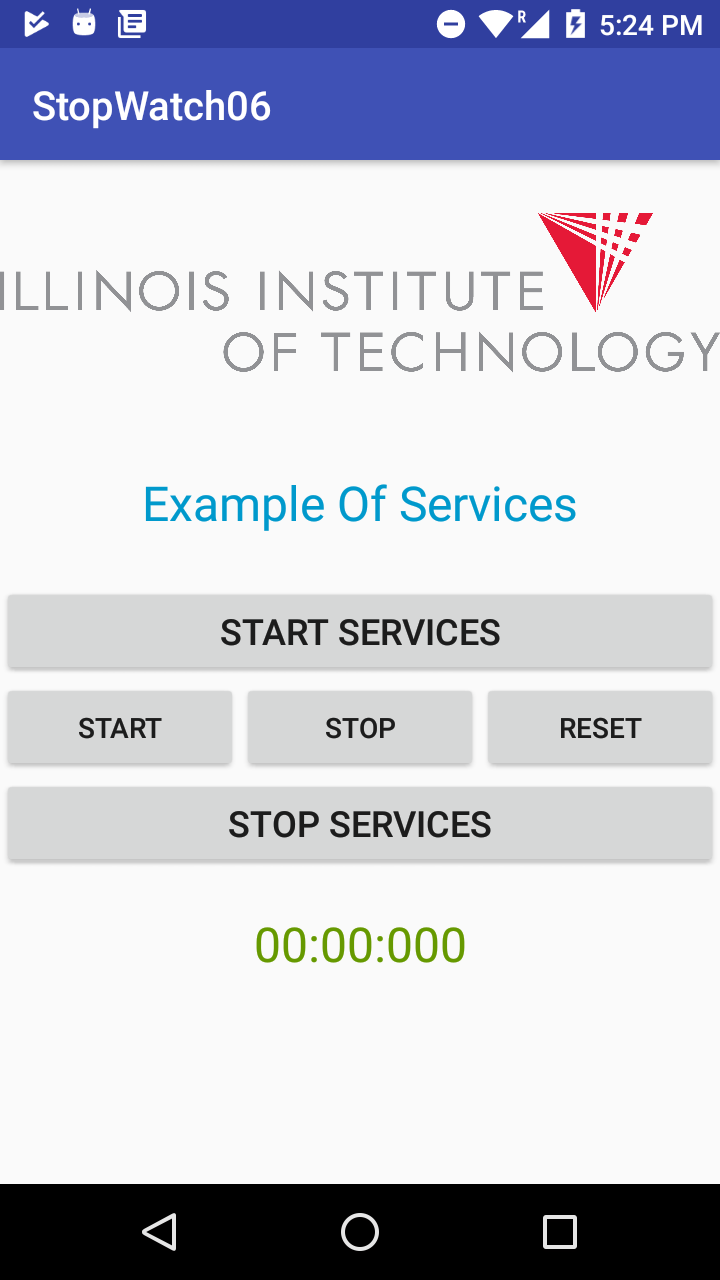 R 5:24 PM
StopWatch06
ILLINOIS INSTITUTE
OF TECHNOLOGY
Example Of Services
START SERVICES
START STOP RESET
STOP SERVICES
00:00:000